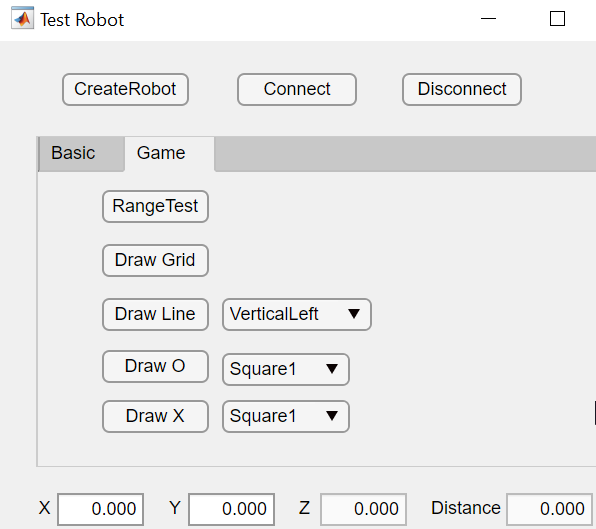 Test Robot
CreateRobot Connect Disconnect
Basic Game
RangeTest
Draw Grid
Draw Line VerticalLeft
Draw O Square1
Draw X Square1
X 0.000 Y 0.000 Z 0.000 Distance 0.000